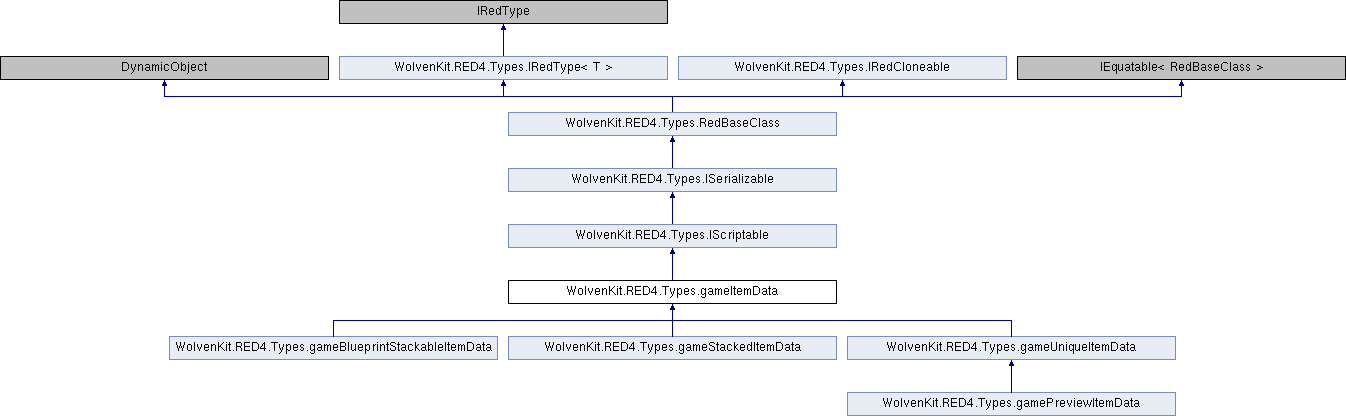 IRedType
DynamicObject
WolvenKit.RED4.Types.IRedType< T >
WolvenKit.RED4.Types.IRedCloneable
IEquatable< RedBaseClass >
WolvenKit.RED4.Types.RedBaseClass
WolvenKit.RED4.Types.ISerializable
WolvenKit.RED4.Types.IScriptable
WolvenKit.RED4.Types.gameItemData
WolvenKit.RED4.Types.gameBlueprintStackableItemData
WolvenKit.RED4.Types.gameStackedItemData
WolvenKit.RED4.Types.gameUniqueItemData
WolvenKit.RED4.Types.gamePreviewItemData